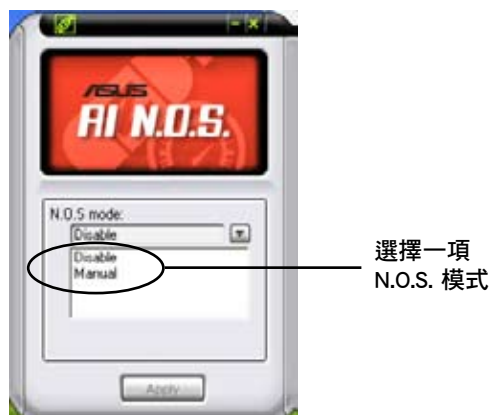 ASUS
AI N.O.S.
N.O.S mode:
Disable
Disable
Manual
Apply
選擇一項
N.O.S. 模式